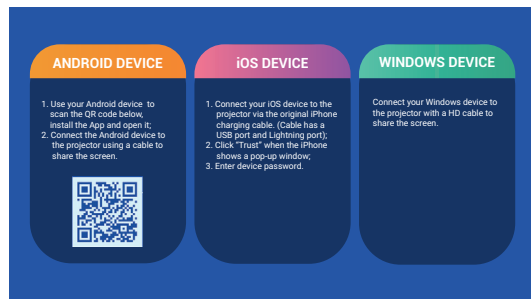 ANDROID DEVICE
1. Use your Android device to
scan the QR code below,
install the App and open it;
2. Connect the Android device to
the projector using a cable to
share the screen.
iOS DEVICE
1. Connect your iOS device to the
projector via the original iPhone
charging cable. (Cable has a
USB port and Lightning port);
2. Click "Trust" when the iPhone
shows a pop-up window;
3. Enter device password.
WINDOWS DEVICE
Connect your Windows device to
the projector with a HD cable to
share the screen.